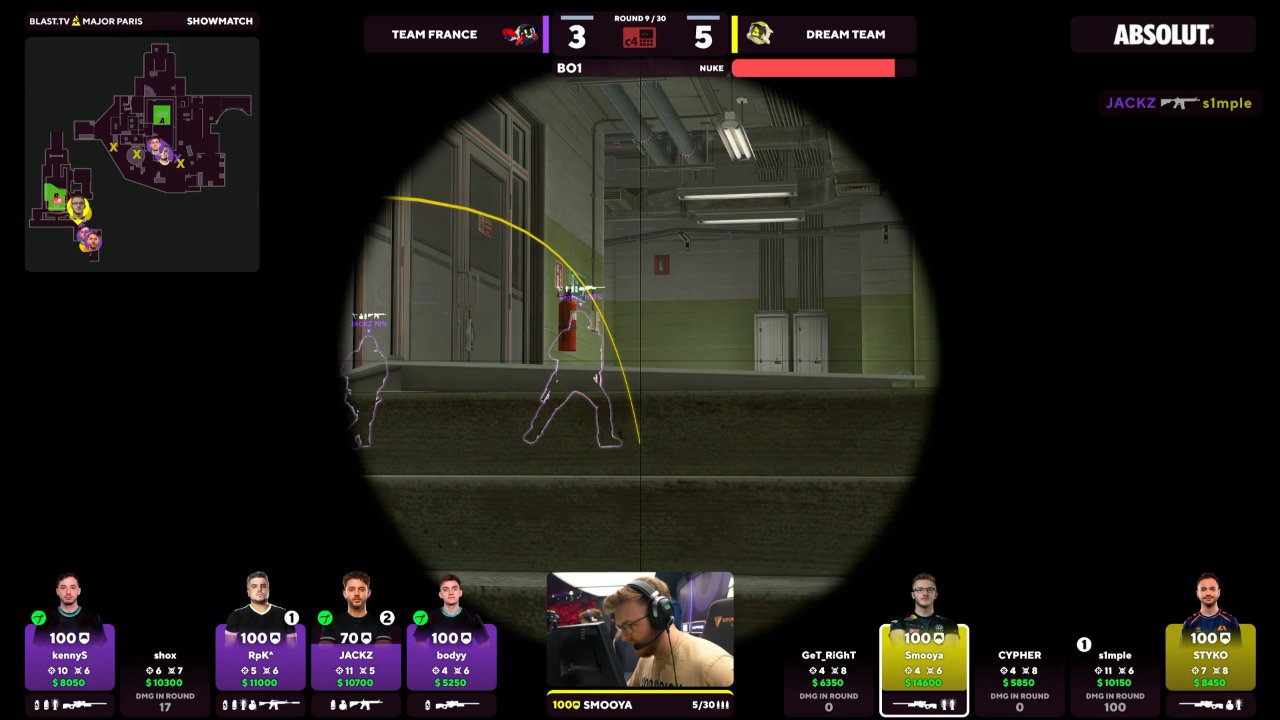 BLAST.TV MAJOR PARIS SHOWMATCH
TEAM FRANCE 3 ROUND 9 / 30 5 DREAM TEAM
C4
BO1 NUKE
ABSOLUT.
JACKZ s1mple
X X X
JACKZ 70%
100 kennyS 10 6 $ 8050
shox 6 7 $ 10300 DMG IN ROUND 17
1 100 RpK^ 5 6 $ 11000
2 70 JACKZ 11 5 $ 10700
100 bodyy 4 6 $ 5250
100 SMOOYA 5/30
GeT_RiGhT 4 8 $ 6350 DMG IN ROUND 0
100 Smooya 4 6 $ 14600
CYPHER 4 8 $ 5850 DMG IN ROUND 0
1 s1mple 11 6 $ 10150 DMG IN ROUND 100
100 STYKO 7 8 $ 8450